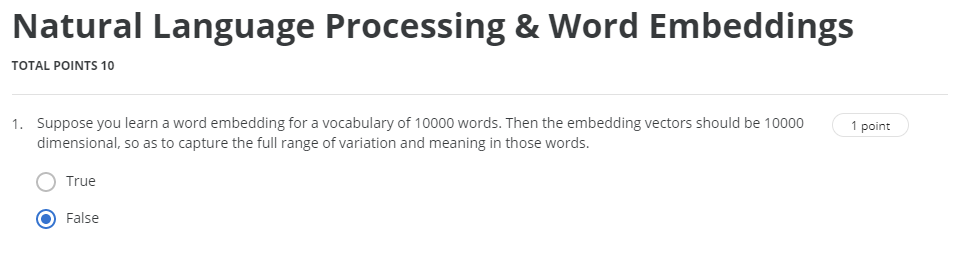 Natural Language Processing & Word Embeddings
TOTAL POINTS 10
1. Suppose you learn a word embedding for a vocabulary of 10000 words. Then the embedding vectors should be 10000
1 point
dimensional, so as to capture the full range of variation and meaning in those words.
True
False